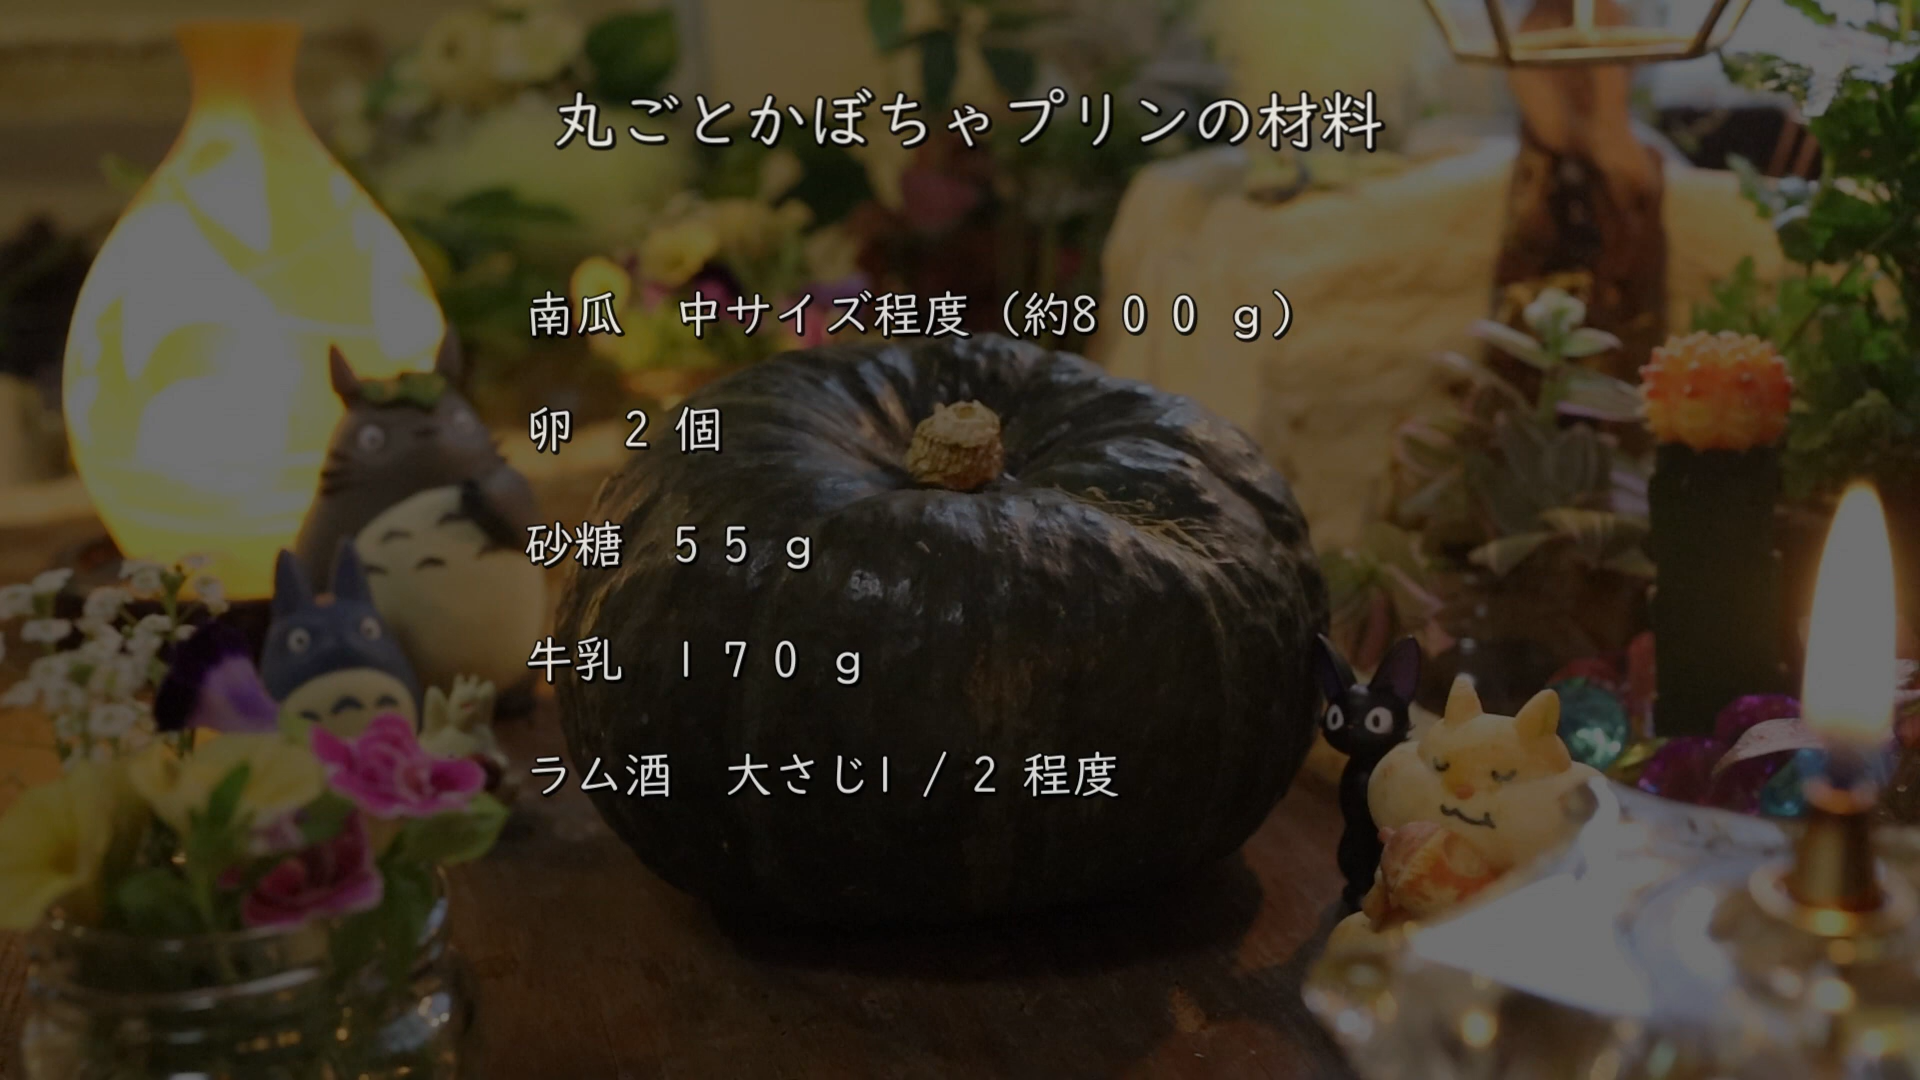 丸ごとかぼちゃプリンの材料
南瓜　中サイズ程度（約8００ｇ）
卵　２個
砂糖　５５ｇ
牛乳　１７０ｇ
ラム酒　大さじ1／２程度